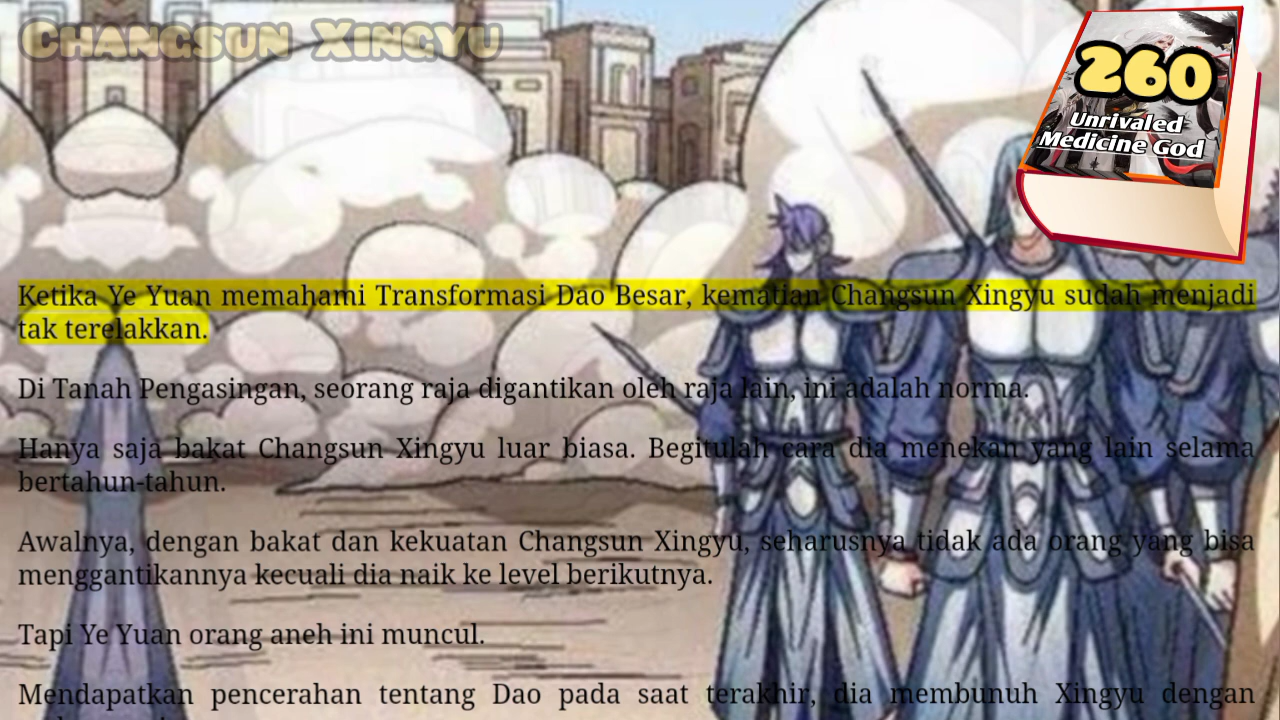 Changsun Xingyu
260
Unrivaled
Medicine God
Ketika Ye Yuan memahami Transformasi Dao Besar, kematian Changsun Xingyu sudah menjadi
tak terelakkan.
Di Tanah Pengasingan, seorang raja digantikan oleh raja lain, ini adalah norma.
Hanya saja bakat Changsun Xingyu luar biasa. Begitulah cara dia menekan yang lain selama
bertahun-tahun.
Awalnya, dengan bakat dan kekuatan Changsun Xingyu, seharusnya tidak ada orang yang bisa
menggantikannya kecuali dia naik ke level berikutnya.
Tapi Ye Yuan orang aneh ini muncul.
Mendapatkan pencerahan tentang Dao pada saat terakhir, dia membunuh Xingyu dengan